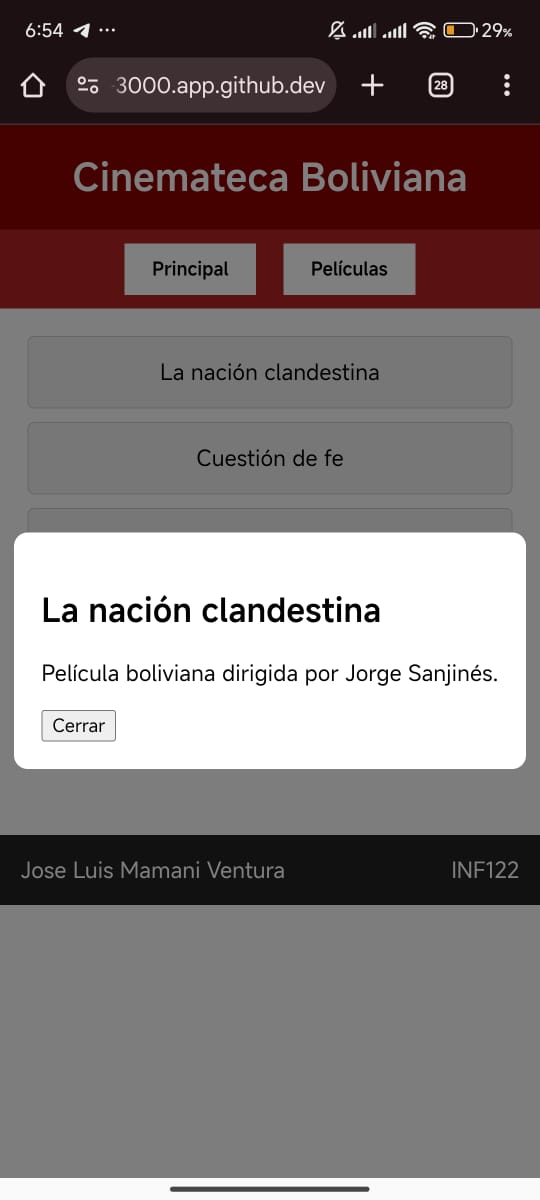 6:54 29%
28
-3000.app.github.dev
Cinemateca Boliviana
Principal Películas
La nación clandestina
Cuestión de fe
La nación clandestina
Película boliviana dirigida por Jorge Sanjinés.
Cerrar
Jose Luis Mamani Ventura INF122